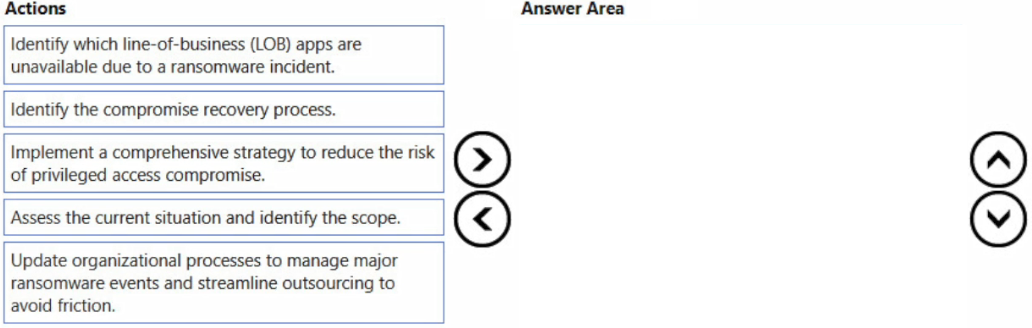 Actions
Answer Area
Identify which line-of-business (LOB) apps are
unavailable due to a ransomware incident.
Identify the compromise recovery process.
Implement a comprehensive strategy to reduce the risk
of privileged access compromise.
Assess the current situation and identify the scope.
Update organizational processes to manage major
ransomware events and streamline outsourcing to
avoid friction.